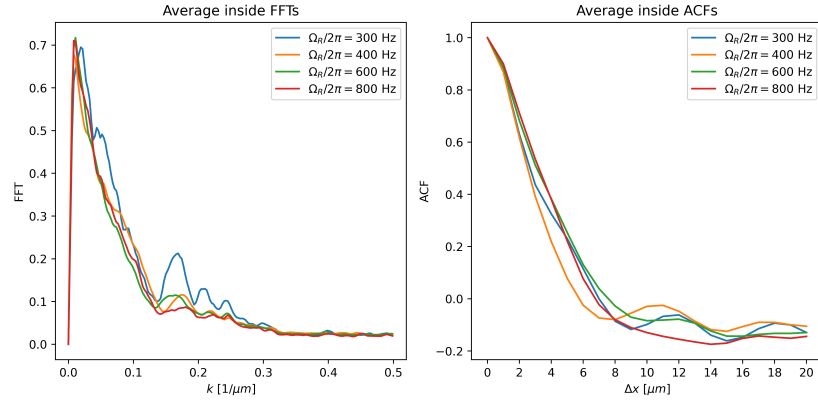 Average inside FFTs
FFT
0.7
0.6
0.5
0.4
0.3
0.2
0.1
0.0
Ω_R/2π = 300 Hz
Ω_R/2π = 400 Hz
Ω_R/2π = 600 Hz
Ω_R/2π = 800 Hz
0.0 0.1 0.2 0.3 0.4 0.5
k [1/μm]
Average inside ACFs
ACF
1.0
0.8
0.6
0.4
0.2
0.0
−0.2
Ω_R/2π = 300 Hz
Ω_R/2π = 400 Hz
Ω_R/2π = 600 Hz
Ω_R/2π = 800 Hz
0 2 4 6 8 10 12 14 16 18 20
Δx [μm]